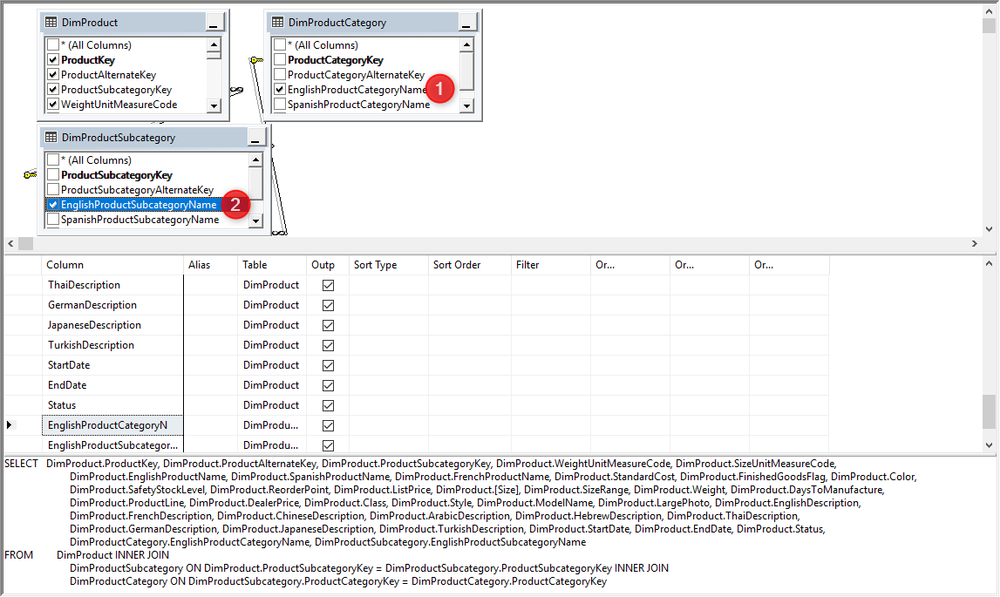 DimProduct
* (All Columns)
ProductKey
ProductAlternateKey
ProductSubcategoryKey
WeightUnitMeasureCode
DimProductCategory
* (All Columns)
ProductCategoryKey
ProductCategoryAlternateKey
EnglishProductCategoryName
SpanishProductCategoryName
1
DimProductSubcategory
* (All Columns)
ProductSubcategoryKey
ProductSubcategoryAlternateKey
EnglishProductSubcategoryName
SpanishProductSubcategoryName
2
Column Alias Table Outp Sort Type Sort Order Filter Or... Or... Or...
ThaiDescription DimProduct
GermanDescription DimProduct
JapaneseDescription DimProduct
TurkishDescription DimProduct
StartDate DimProduct
EndDate DimProduct
Status DimProduct
EnglishProductCategoryN DimProdu...
EnglishProductSubcategor... DimProdu...
SELECT DimProduct.ProductKey, DimProduct.ProductAlternateKey, DimProduct.ProductSubcategoryKey, DimProduct.WeightUnitMeasureCode, DimProduct.SizeUnitMeasureCode,
DimProduct.EnglishProductName, DimProduct.SpanishProductName, DimProduct.FrenchProductName, DimProduct.StandardCost, DimProduct.FinishedGoodsFlag, DimProduct.Color,
DimProduct.SafetyStockLevel, DimProduct.ReorderPoint, DimProduct.ListPrice, DimProduct.[Size], DimProduct.SizeRange, DimProduct.Weight, DimProduct.DaysToManufacture,
DimProduct.ProductLine, DimProduct.DealerPrice, DimProduct.Class, DimProduct.Style, DimProduct.ModelName, DimProduct.LargePhoto, DimProduct.EnglishDescription,
DimProduct.FrenchDescription, DimProduct.ChineseDescription, DimProduct.ArabicDescription, DimProduct.HebrewDescription, DimProduct.ThaiDescription,
DimProduct.GermanDescription, DimProduct.JapaneseDescription, DimProduct.TurkishDescription, DimProduct.StartDate, DimProduct.EndDate, DimProduct.Status,
DimProductCategory.EnglishProductCategoryName, DimProductSubcategory.EnglishProductSubcategoryName
FROM DimProduct INNER JOIN
DimProductSubcategory ON DimProduct.ProductSubcategoryKey = DimProductSubcategory.ProductSubcategoryKey INNER JOIN
DimProductCategory ON DimProductSubcategory.ProductCategoryKey = DimProductCategory.ProductCategoryKey